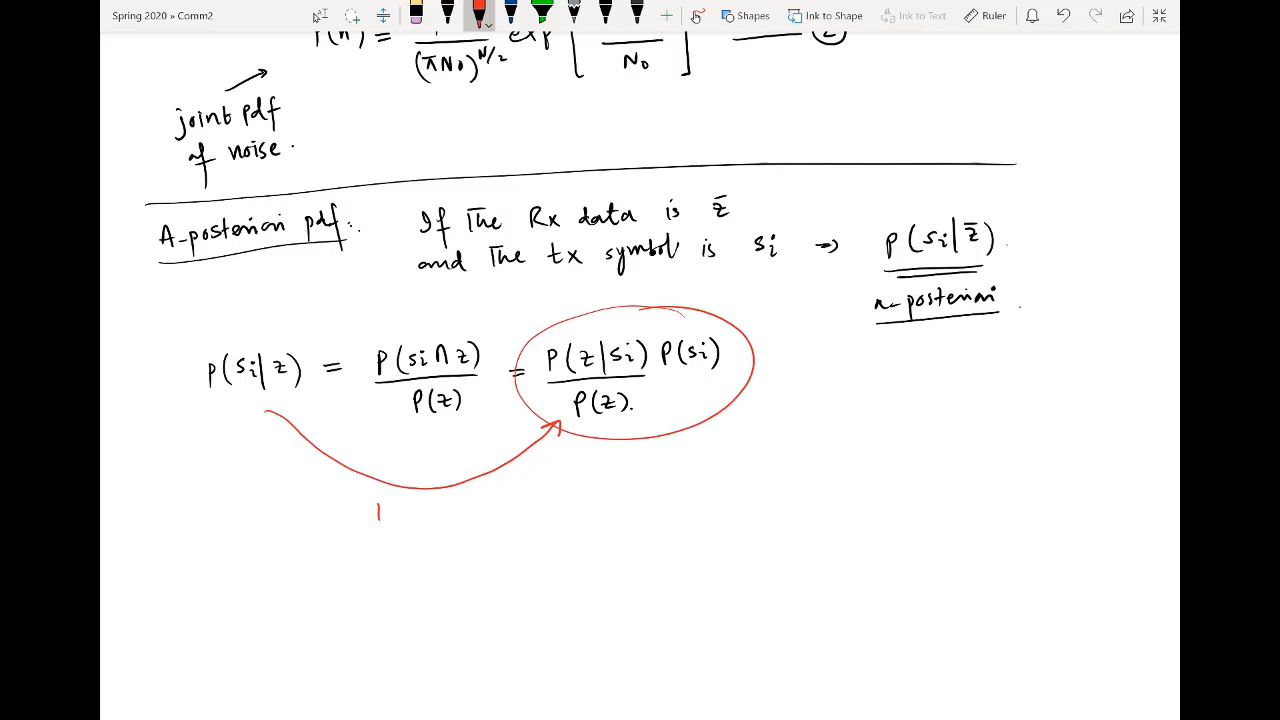 Spring 2020 » Comm2
Shapes
Ink to Shape
Ink to Text
Ruler
P(n) = exp [ ] 2
(πN0)^N/2 N0
joint pdf
of noise.
A-posteriori pdf:. If The Rx data is z̄
and The tx symbol is si → P(si|z̄)
a-posteriori
P(si|z) = P(si ∩ z) = P(z|si) P(si)
P(z) P(z).